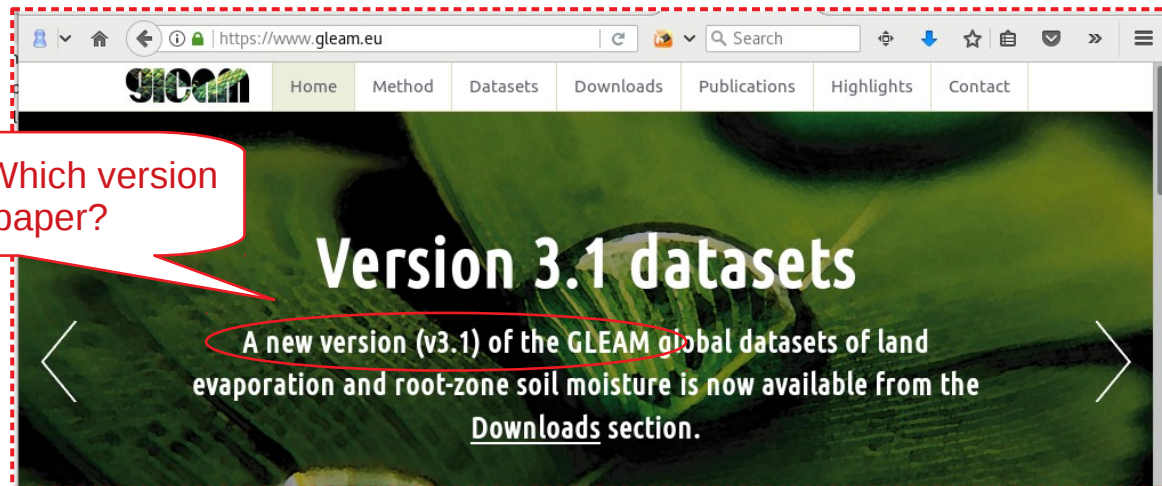 https://www.gleam.eu
Search
gleam
Home Method Datasets Downloads Publications Highlights Contact
Which version
paper?
Version 3.1 datasets
A new version (v3.1) of the GLEAM global datasets of land
evaporation and root-zone soil moisture is now available from the
Downloads section.